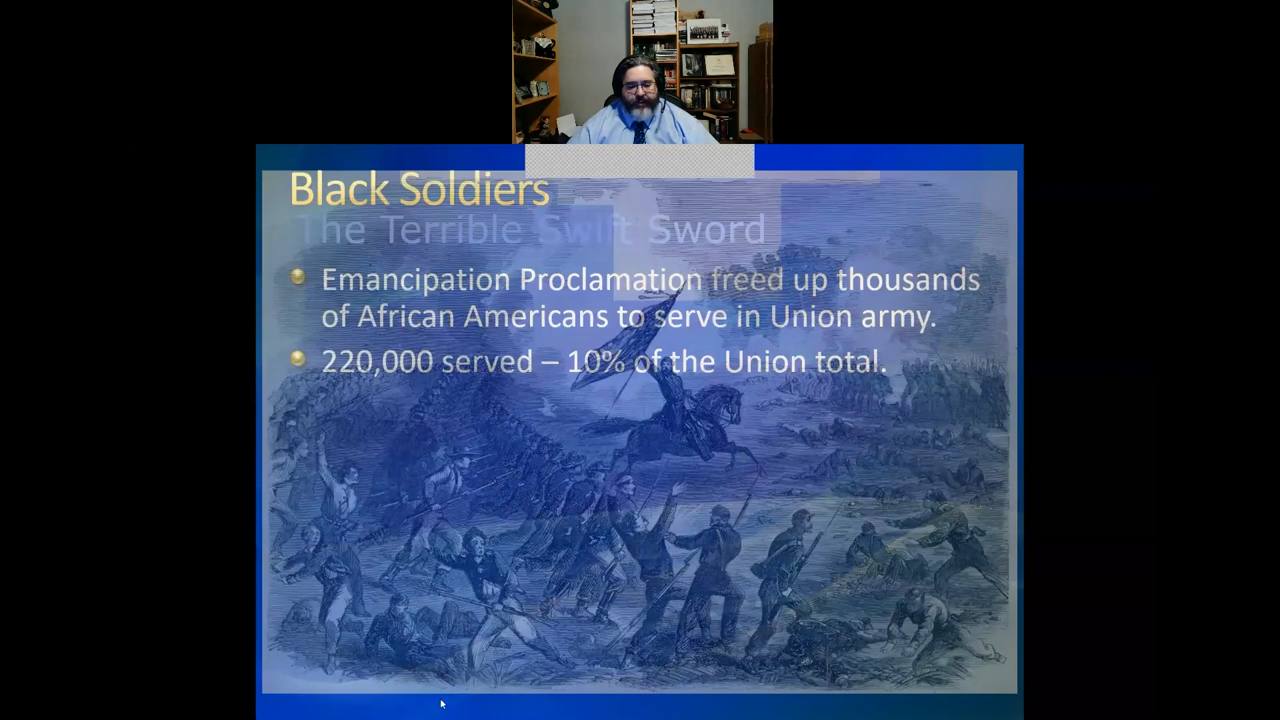 Black Soldiers
The Terrible Swift Sword
Emancipation Proclamation freed up thousands
of African Americans to serve in Union army.
220,000 served – 10% of the Union total.